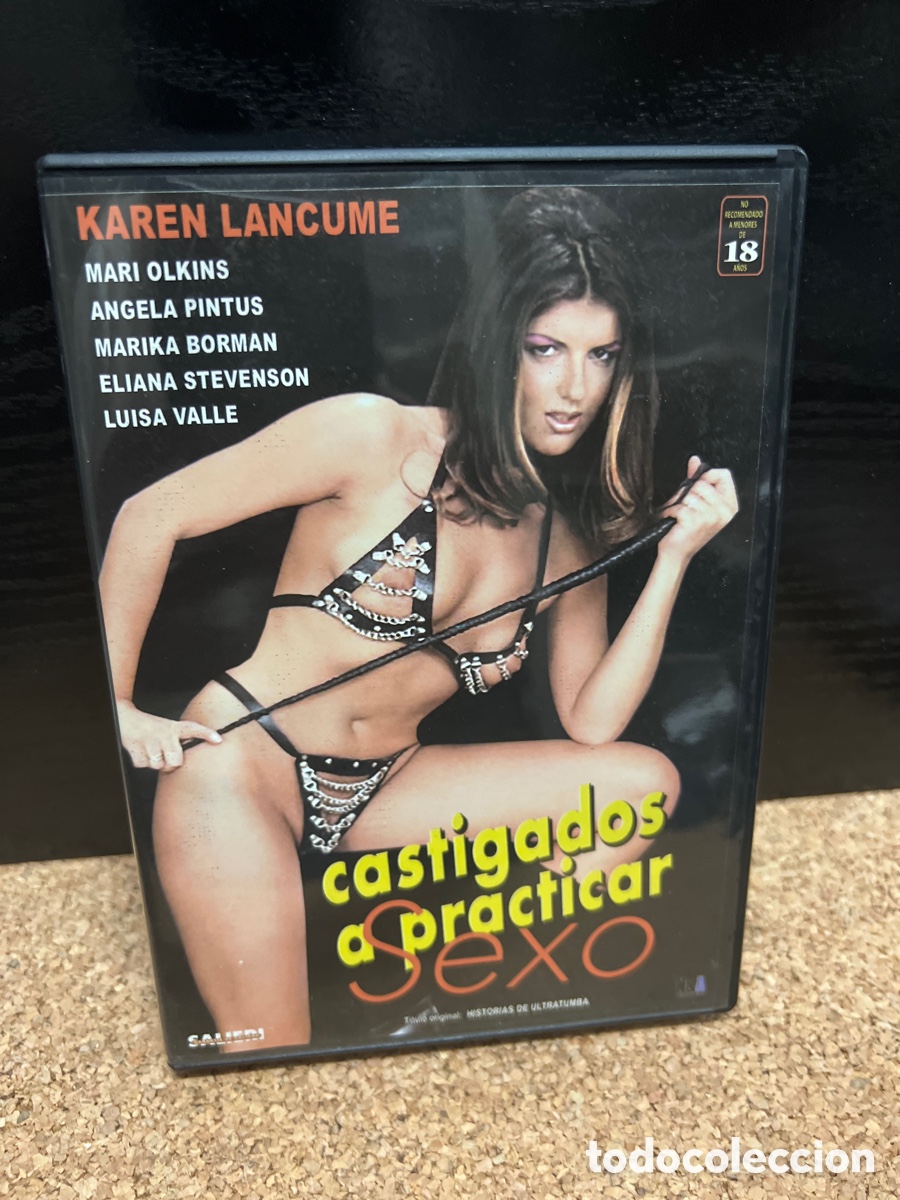 KAREN LANCUME
MARI OLKINS
ANGELA PINTUS
MARIKA BORMAN
ELIANA STEVENSON
LUISA VALLE
NO
RECOMENDADO
A MENORES
DE
18
AÑOS
castigados
a practicar
Sexo
Título original: HISTORIAS DE ULTRATUMBA
SALIERI
todocoleccion